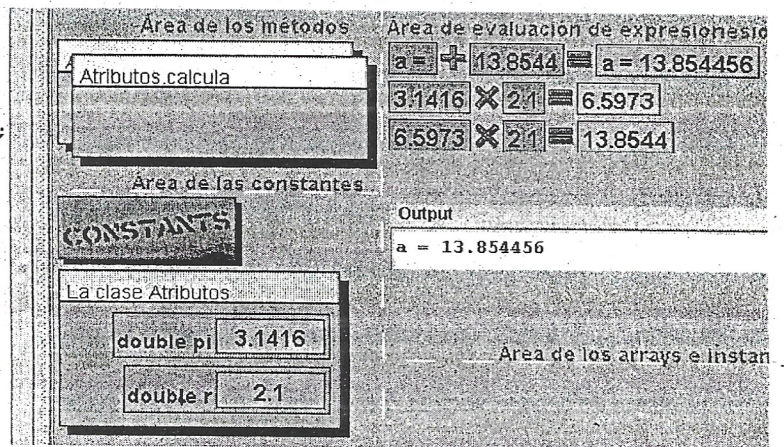 Área de los métodos
Atributos.calcula
Área de las constantes
CONSTANTS
La clase Atributos
double pi 3.1416
double r 2.1
Área de evaluación de expresiones
a = + 13.8544 = a = 13.854456
3.1416 × 2.1 = 6.5973
6.5973 × 2.1 = 13.8544
Output
a = 13.854456
Área de los arrays e instan